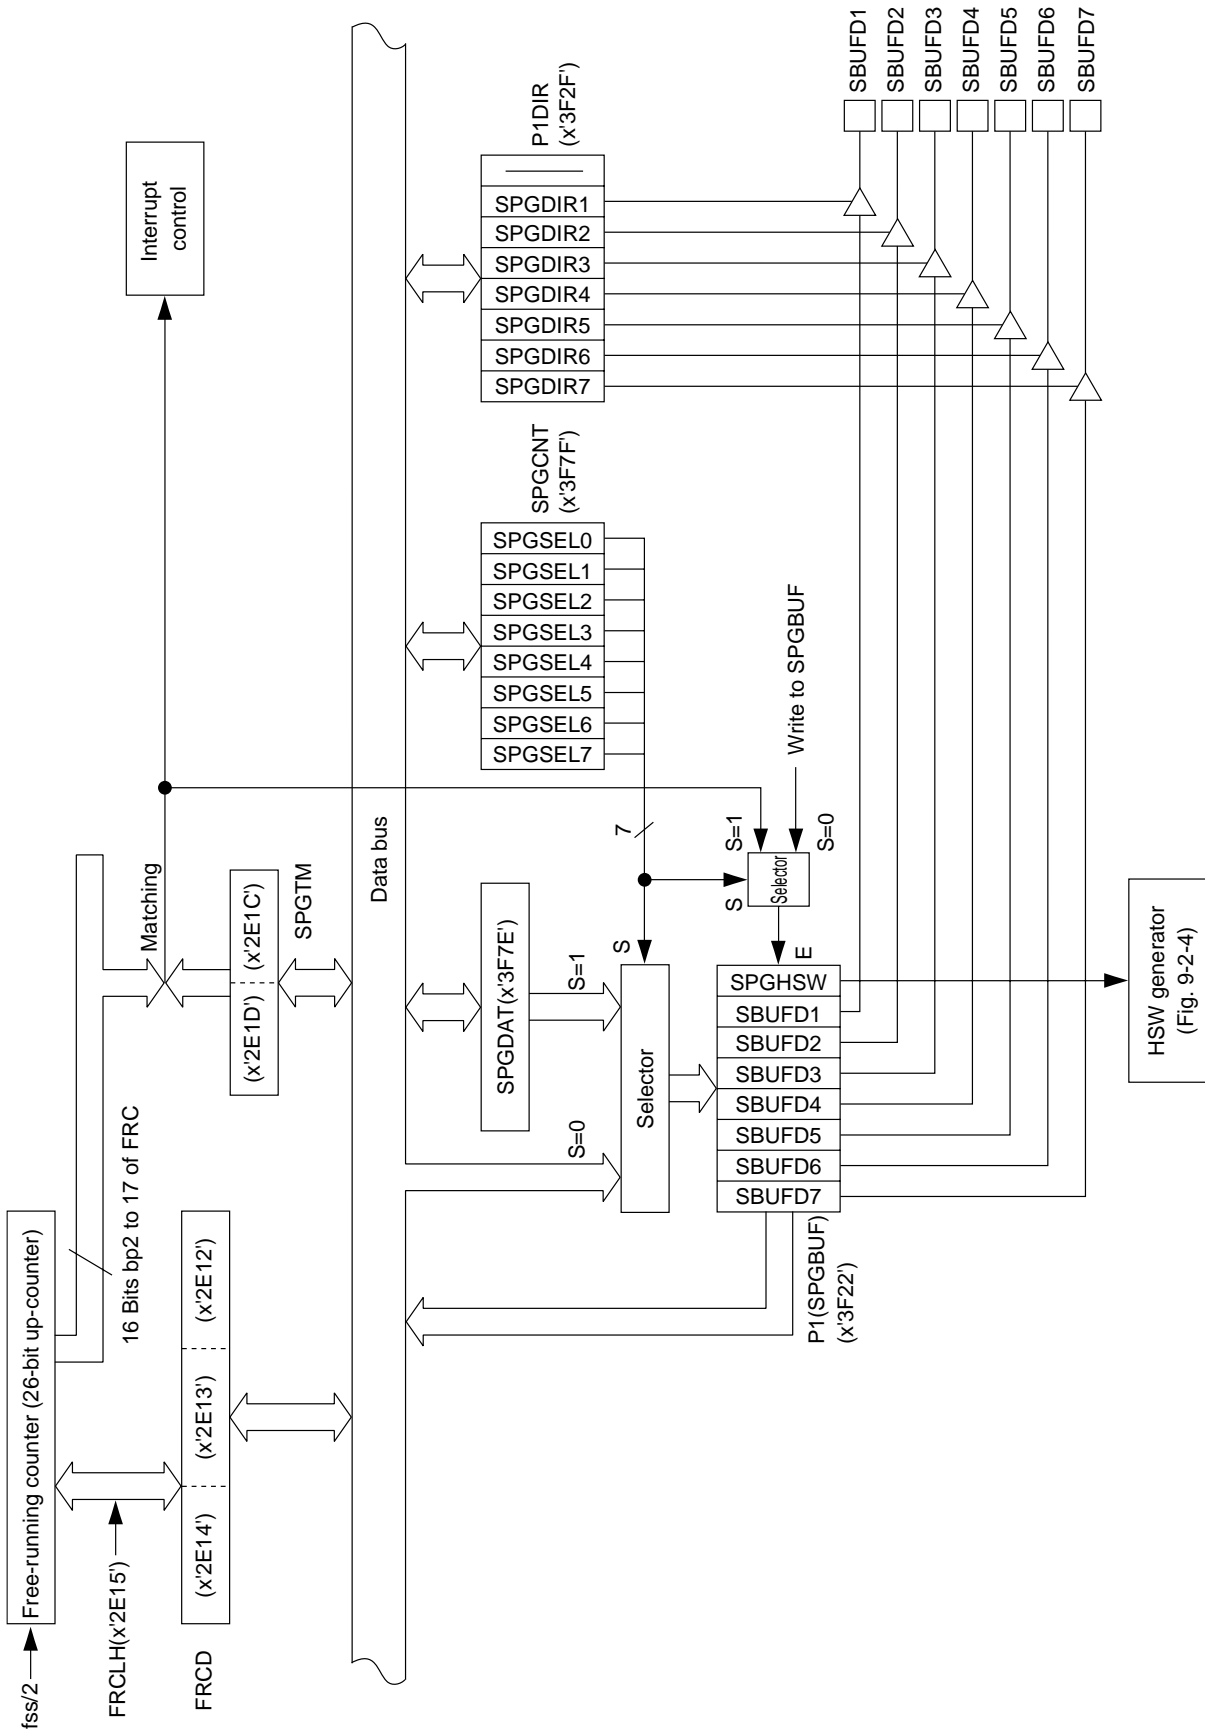 fss/2
Free-running counter (26-bit up-counter)
16 Bits bp2 to 17 of FRC
FRCLH(x'2E15')
FRCD
(x'2E14')
(x'2E13')
(x'2E12')
Matching
(x'2E1D')
(x'2E1C')
SPGTM
Interrupt
control
Data bus
SPGDAT(x'3F7E')
S=0
S=1
Selector
S
7
SPGCNT
(x'3F7F')
SPGSEL7
SPGSEL6
SPGSEL5
SPGSEL4
SPGSEL3
SPGSEL2
SPGSEL1
SPGSEL0
P1DIR
(x'3F2F')
SPGDIR7
SPGDIR6
SPGDIR5
SPGDIR4
SPGDIR3
SPGDIR2
SPGDIR1
S
S=1
S=0
Selector
Write to SPGBUF
E
P1(SPGBUF)
(x'3F22')
SBUFD7
SBUFD6
SBUFD5
SBUFD4
SBUFD3
SBUFD2
SBUFD1
SPGHSW
HSW generator
(Fig. 9-2-4)
SBUFD1
SBUFD2
SBUFD3
SBUFD4
SBUFD5
SBUFD6
SBUFD7